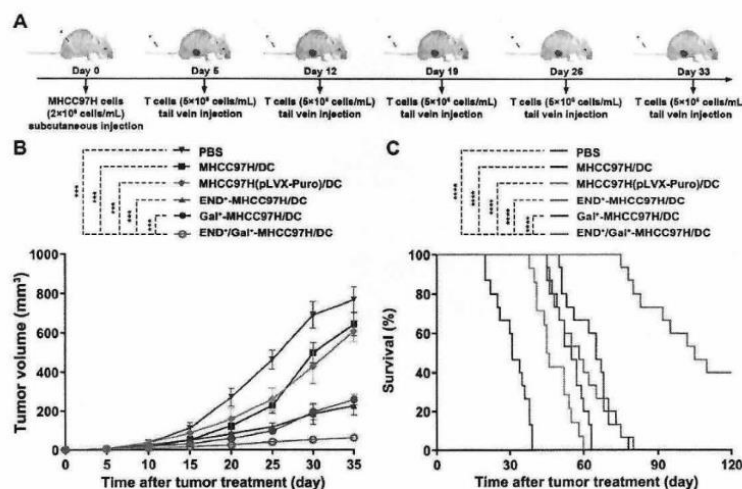 A
Day 0
Day 5
Day 12
Day 19
Day 26
Day 33
MHCC97H cells
(2×10⁶ cells/mL)
subcutaneous injection
T cells (5×10⁶ cells/mL)
tail vein injection
T cells (5×10⁶ cells/mL)
tail vein injection
T cells (5×10⁶ cells/mL)
tail vein injection
T cells (5×10⁶ cells/mL)
tail vein injection
T cells (5×10⁶ cells/mL)
tail vein injection
B
PBS
MHCC97H/DC
MHCC97H(pLVX-Puro)/DC
END⁺-MHCC97H/DC
Gal⁺-MHCC97H/DC
END⁺/Gal⁺-MHCC97H/DC
Tumor volume (mm³)
1000
800
600
400
200
0
0 5 10 15 20 25 30 35
Time after tumor treatment (day)
C
PBS
MHCC97H/DC
MHCC97H(pLVX-Puro)/DC
END⁺-MHCC97H/DC
Gal⁺-MHCC97H/DC
END⁺/Gal⁺-MHCC97H/DC
Survival (%)
100
80
60
40
20
0
0 30 60 90 120
Time after tumor treatment (day)